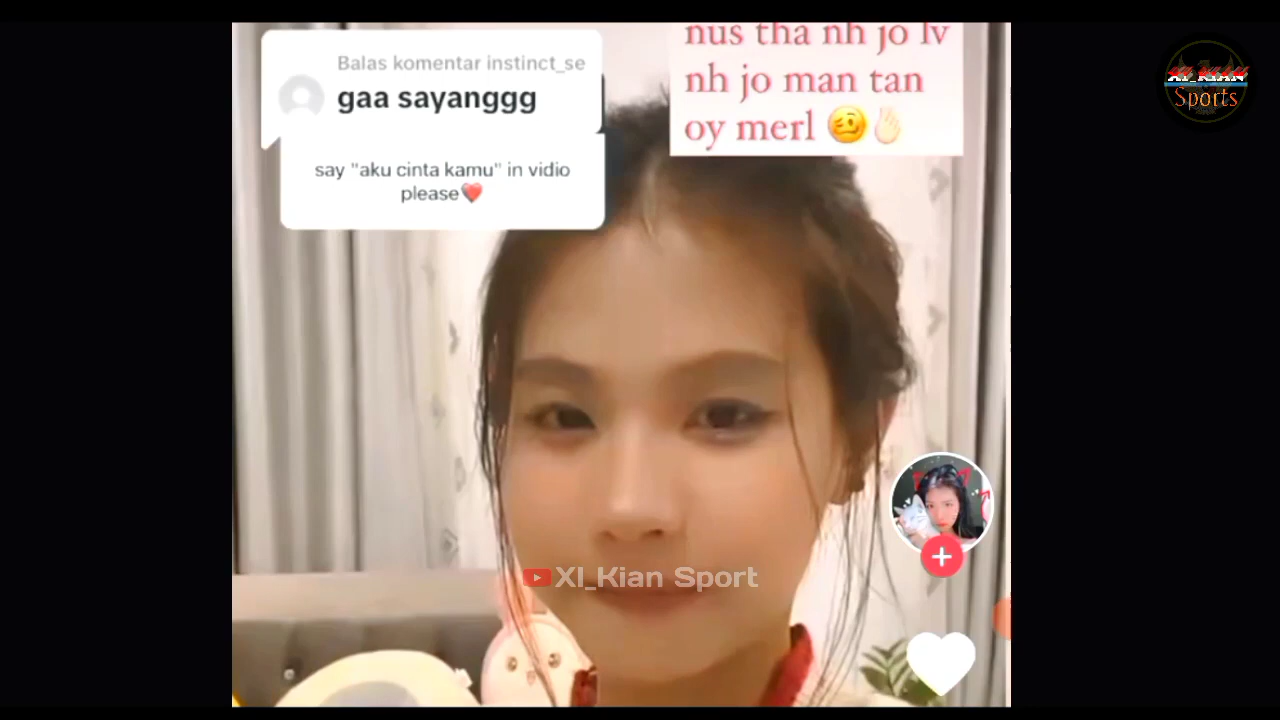 Balas komentar instinct_se
gaa sayanggg
say "aku cinta kamu" in vidio
please❤️
nus tha nh jo lv
nh jo man tan
oy merl 🥴🫰🏻
XI_KIAN
Sports
XI_Kian Sport